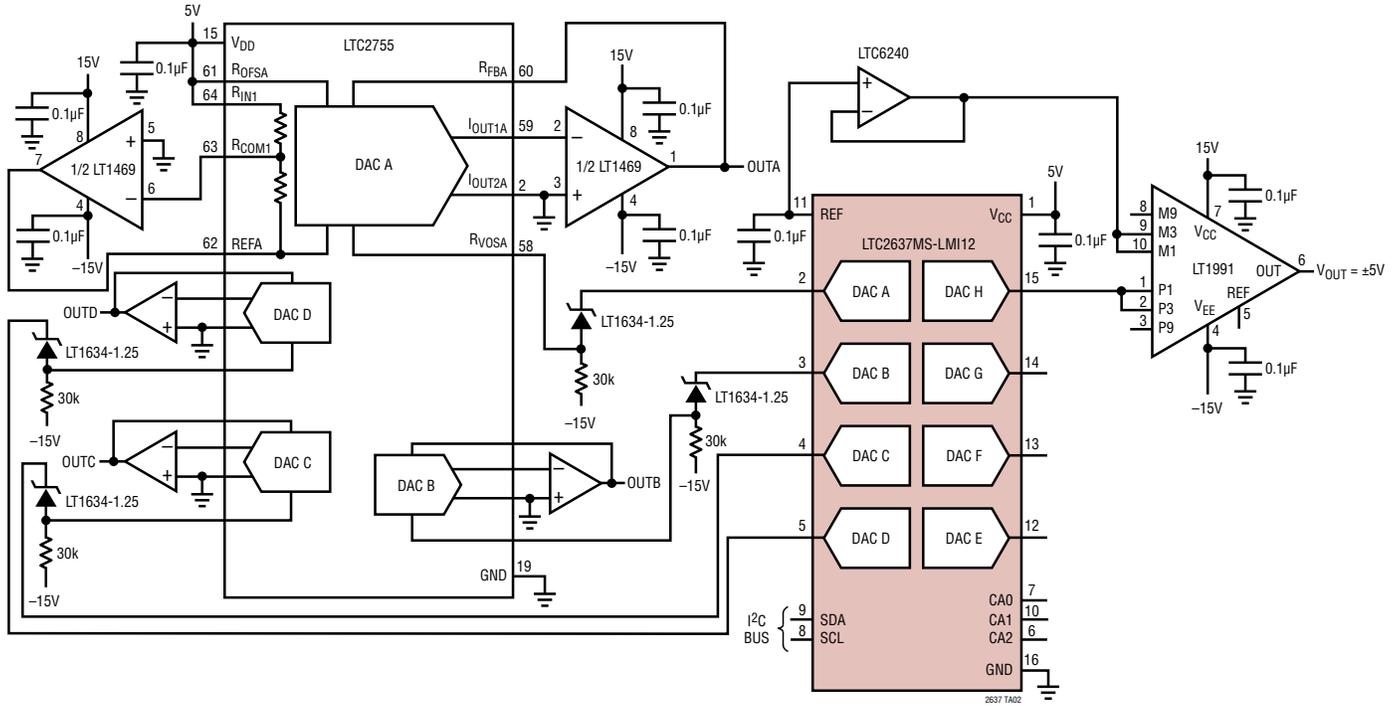 5V
15
V_DD
LTC2755
0.1µF
61
R_OFSA
64
R_IN1
63
R_COM1
62
REFA
15V
0.1µF
8
5
+
7
1/2 LT1469
6
−
4
0.1µF
–15V
DAC A
R_FBA
60
I_OUT1A
59
I_OUT2A
2
R_VOSA
58
15V
0.1µF
8
2
−
1/2 LT1469
1
OUTA
3
+
4
0.1µF
–15V
OUTD
−
+
DAC D
LT1634-1.25
30k
–15V
OUTC
−
+
DAC C
LT1634-1.25
30k
–15V
DAC B
−
+
OUTB
GND
19
LT1634-1.25
30k
–15V
LT1634-1.25
30k
–15V
LTC6240
+
−
5V
11
REF
V_CC
1
0.1µF
0.1µF
LTC2637MS-LMI12
2
DAC A
DAC H
15
3
DAC B
DAC G
14
4
DAC C
DAC F
13
5
DAC D
DAC E
12
I²C
BUS
9
SDA
8
SCL
CA0
7
CA1
10
CA2
6
GND
16
2637 TA02
15V
0.1µF
7
8
M9
9
M3
10
M1
V_CC
LT1991
OUT
6
V_OUT = ±5V
1
P1
2
P3
3
P9
V_EE
REF
4
5
0.1µF
–15V